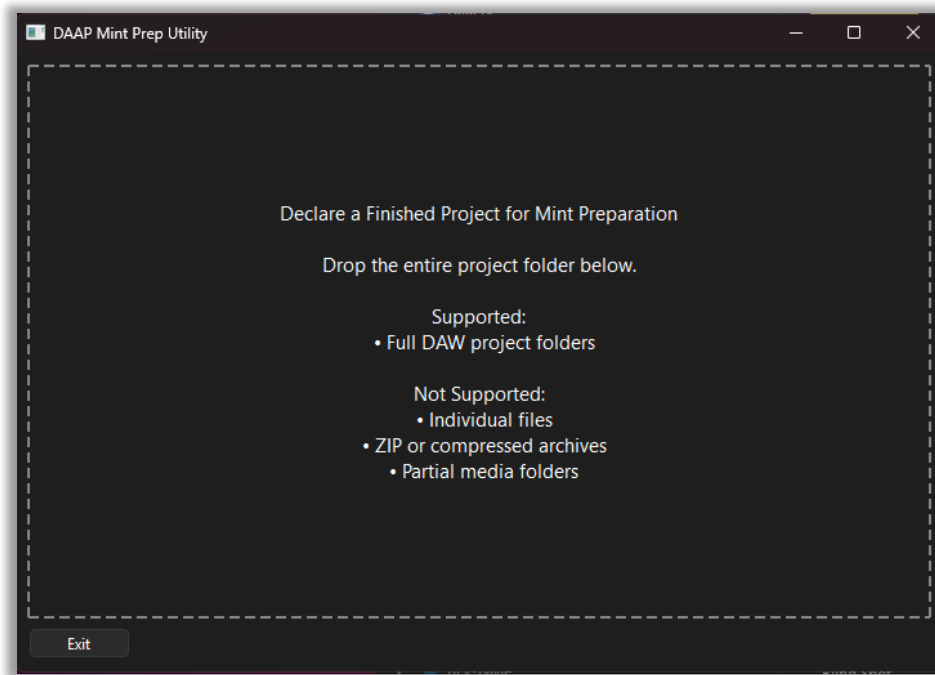 DAAP Mint Prep Utility
Declare a Finished Project for Mint Preparation
Drop the entire project folder below.
Supported:
• Full DAW project folders
Not Supported:
• Individual files
• ZIP or compressed archives
• Partial media folders
Exit